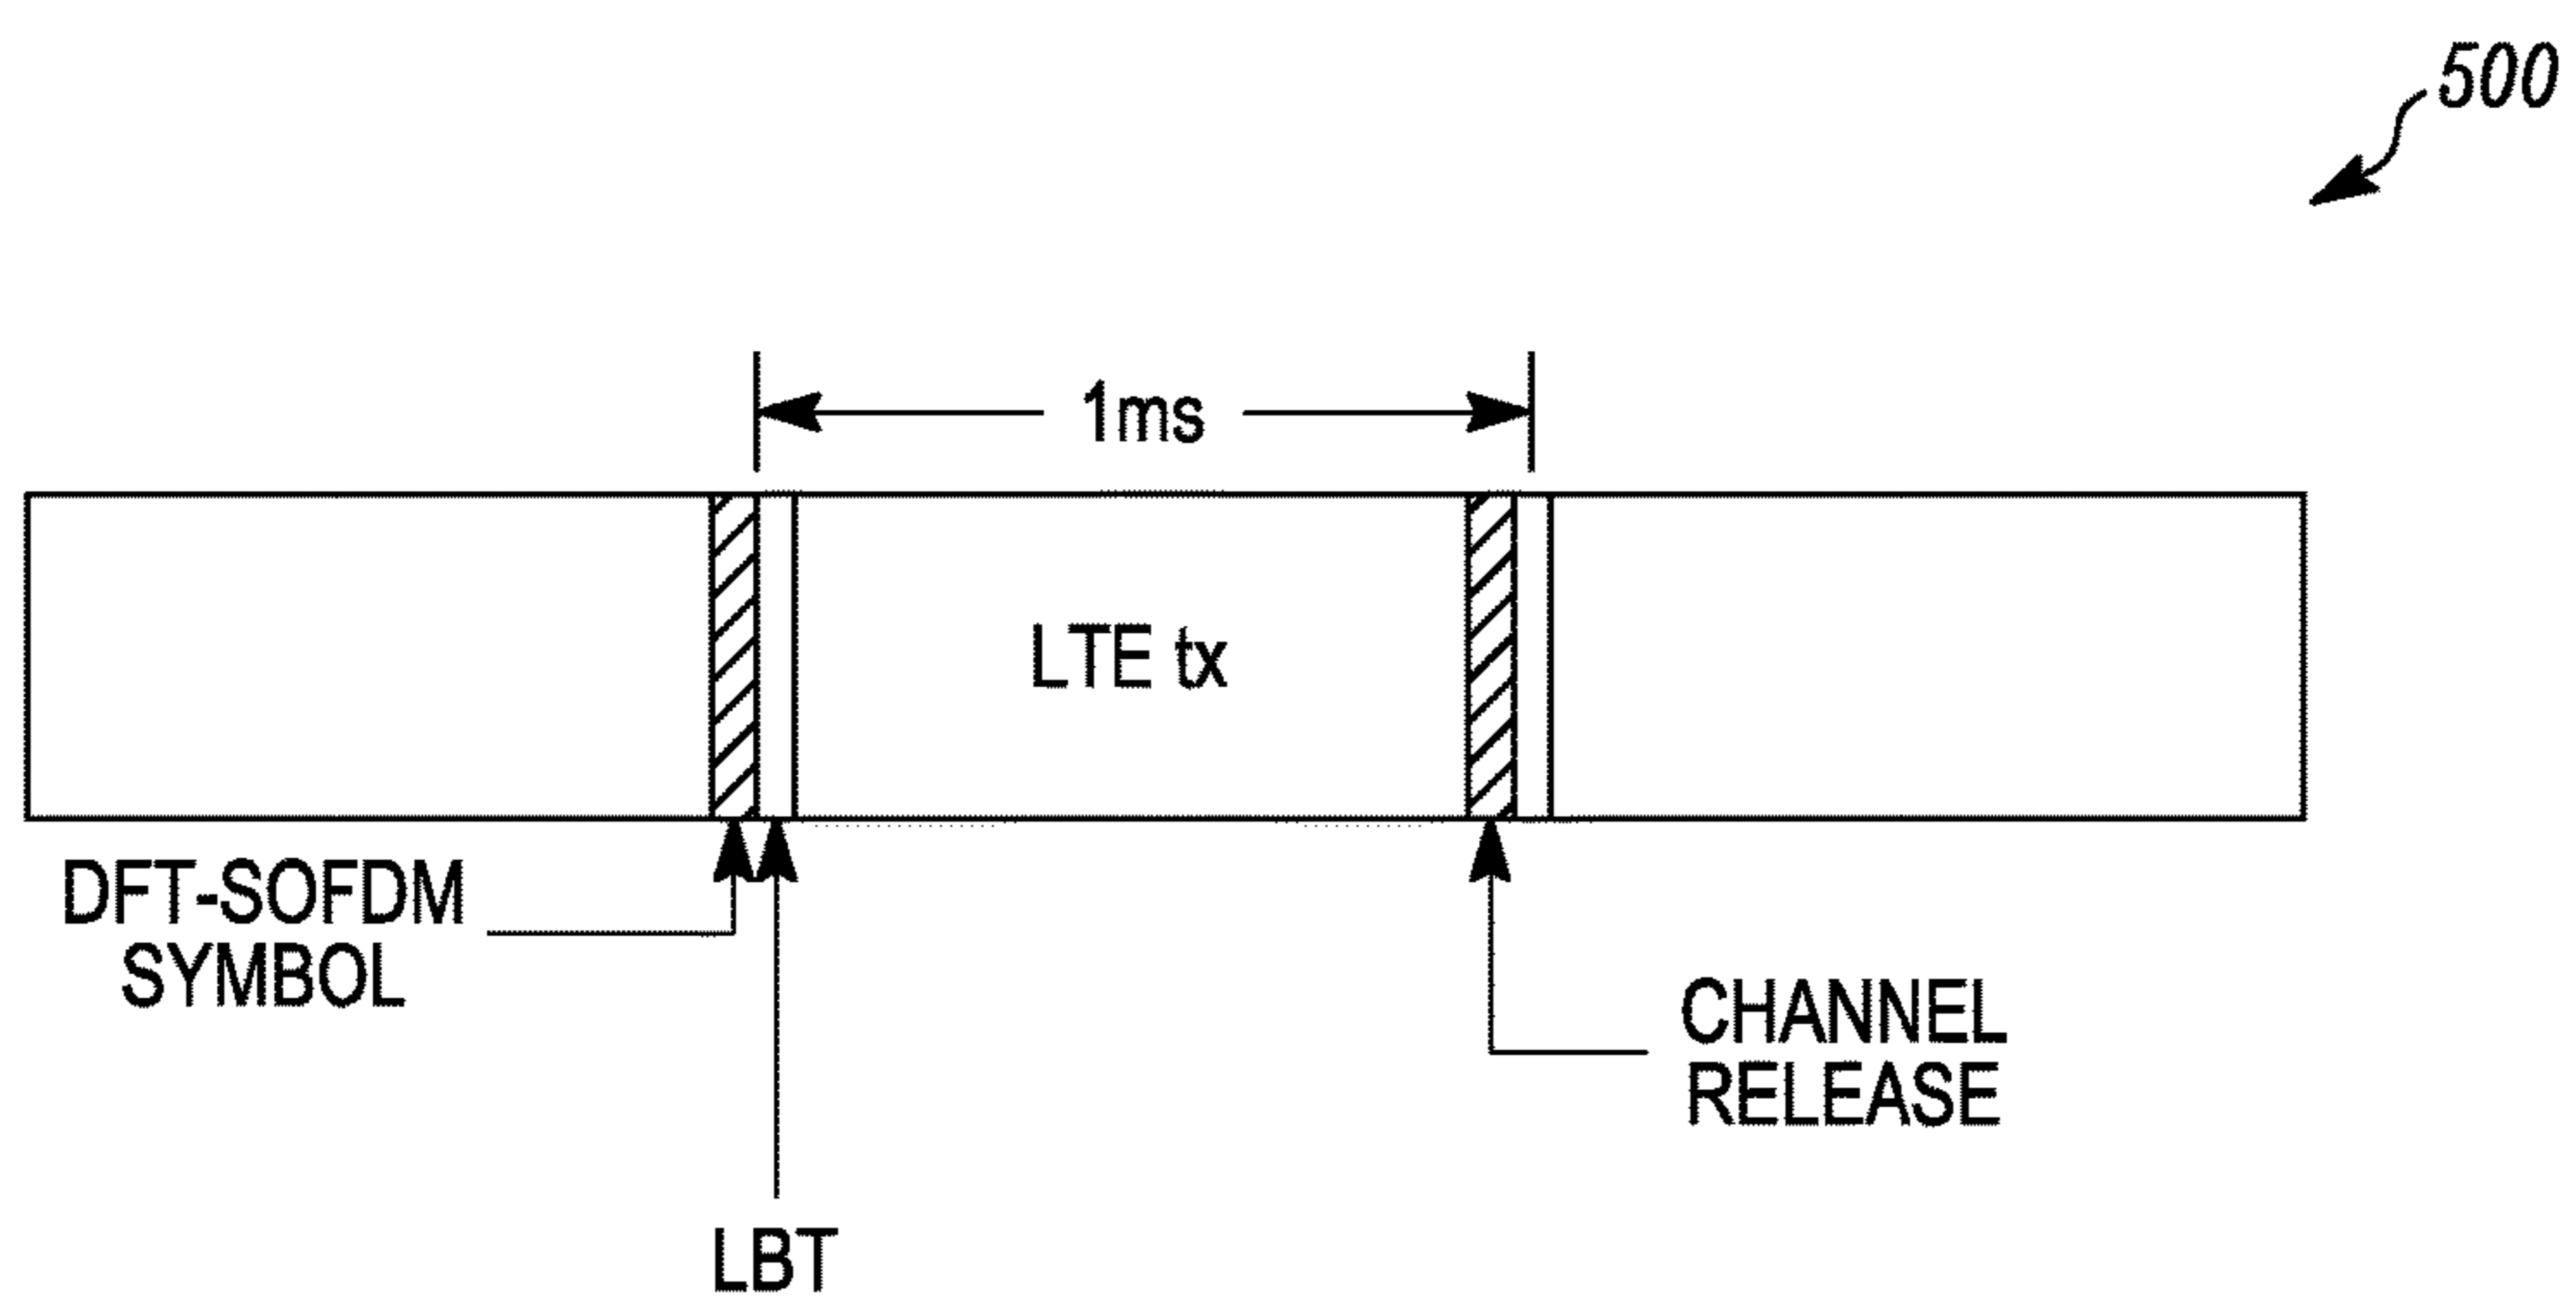 500
1ms
LTE tx
DFT-SOFDM
SYMBOL
CHANNEL
RELEASE
LBT